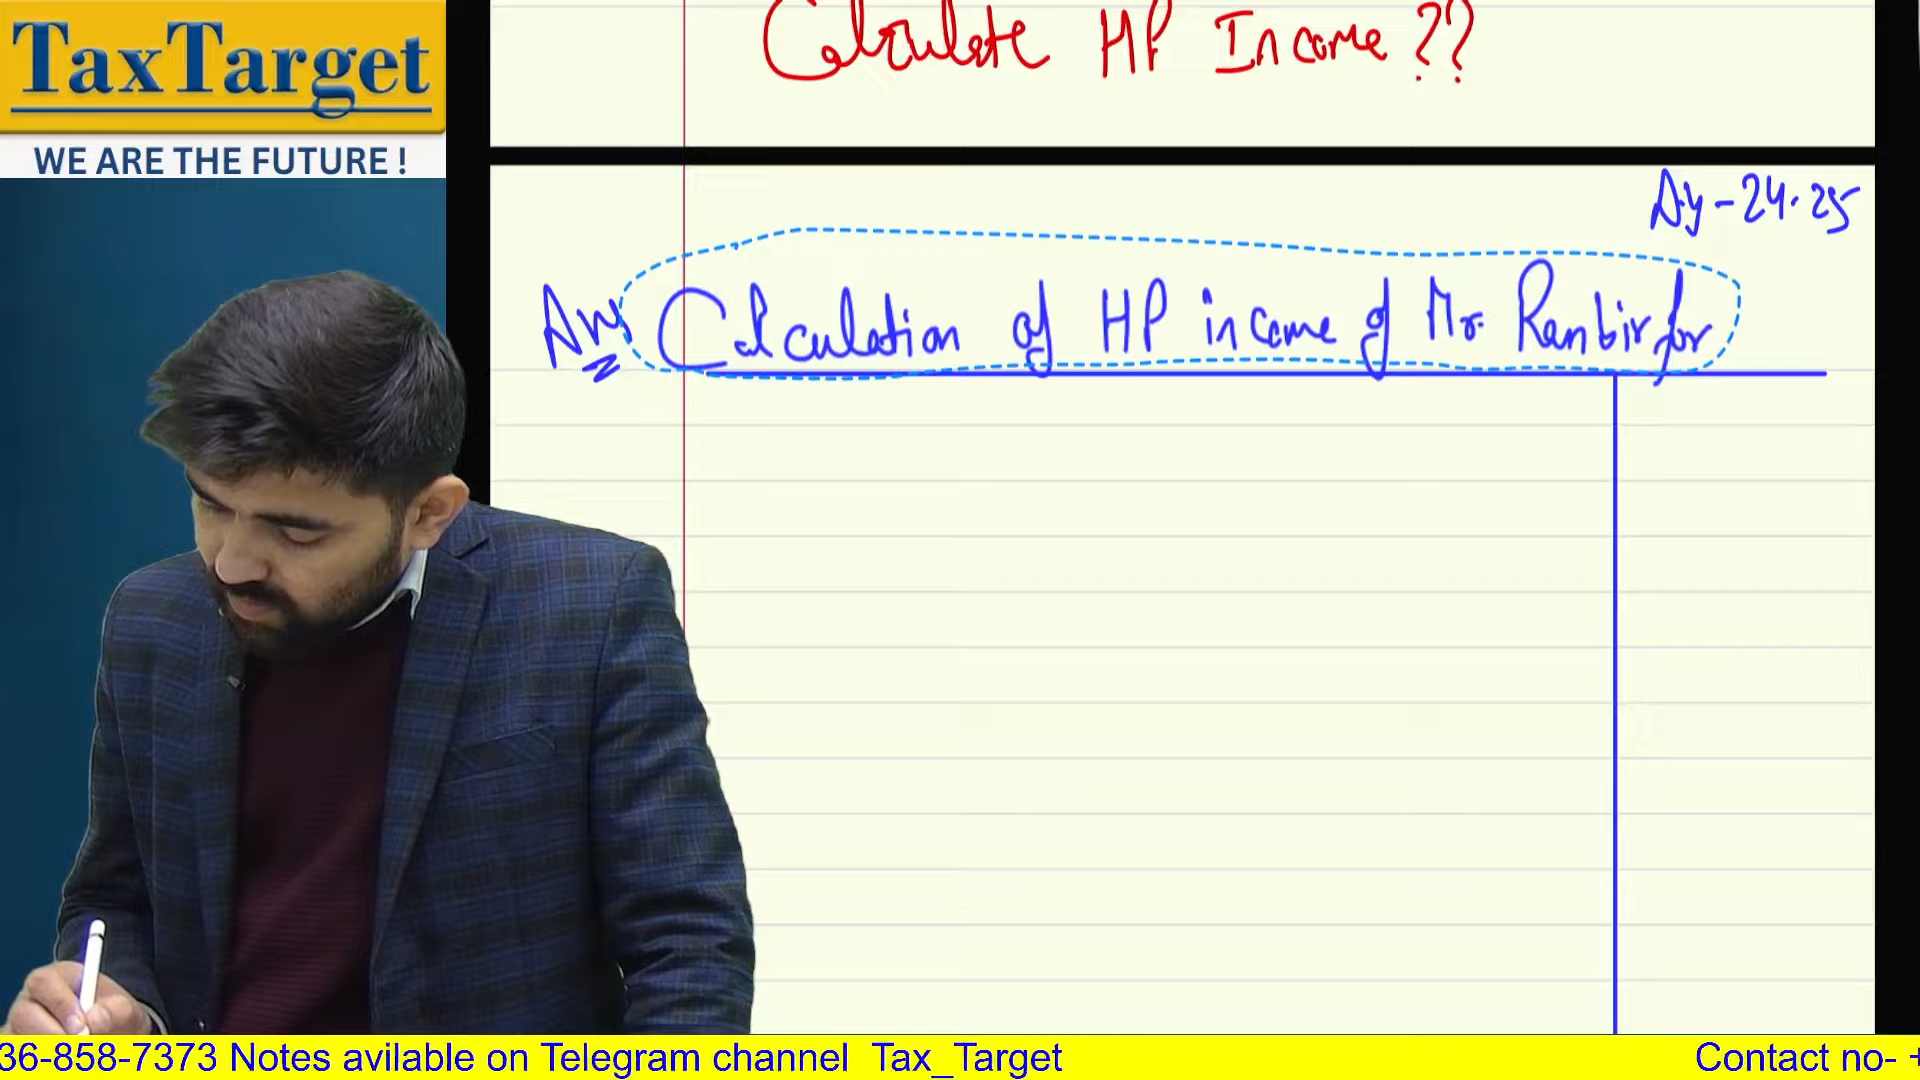 TaxTarget
WE ARE THE FUTURE !
Calculate HP Income ??
Ay - 24-25
Ans Calculation of HP income of Mr. Ranbir for
36-858-7373 Notes avilable on Telegram channel Tax_Target
Contact no- +